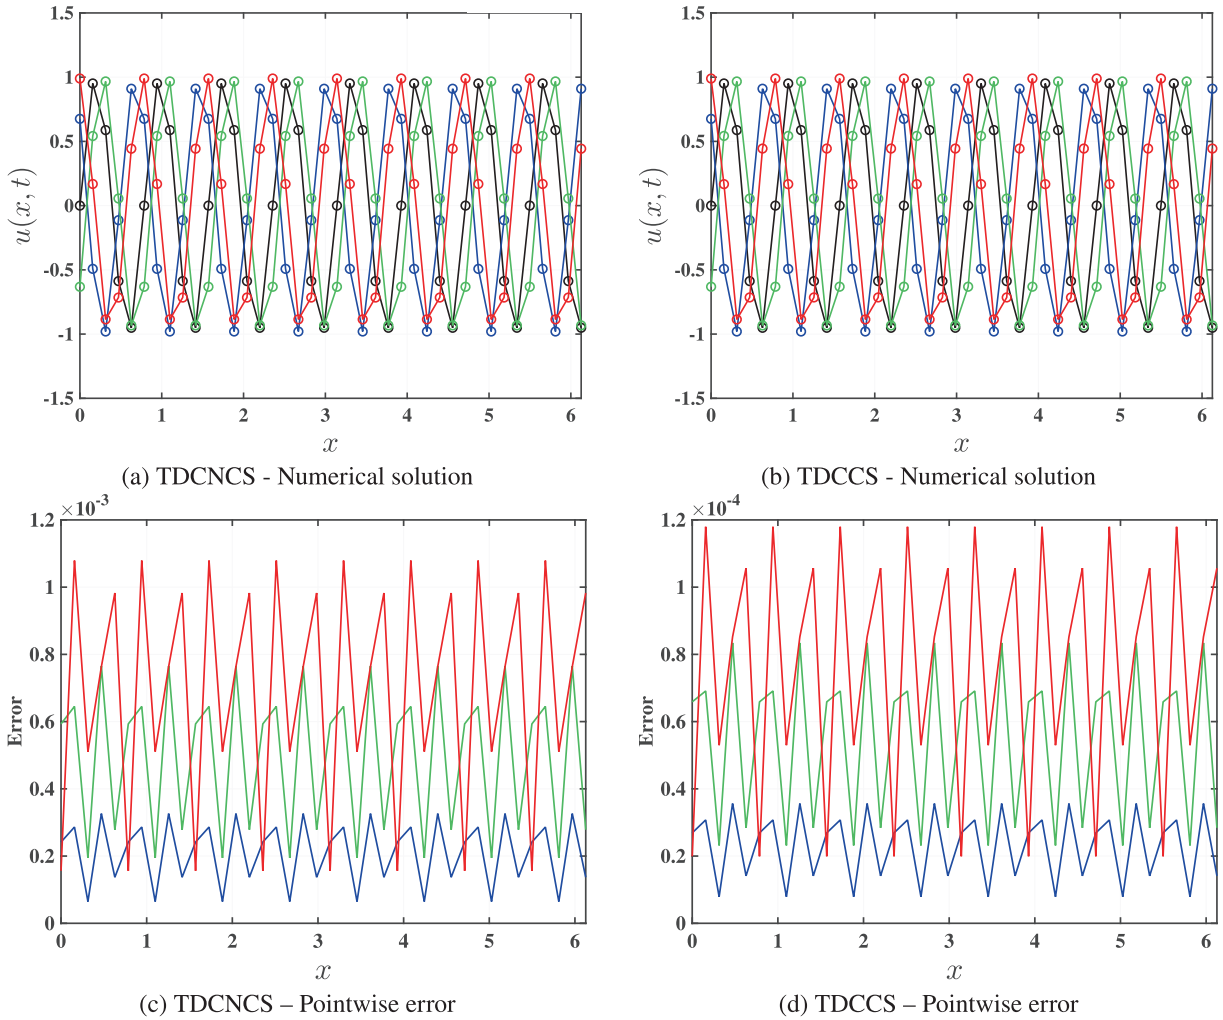 1.5
1
0.5
0
-0.5
-1
-1.5
u(x, t)
0 1 2 3 4 5 6
x
(a) TDCNCS - Numerical solution
1.5
1
0.5
0
-0.5
-1
-1.5
u(x, t)
0 1 2 3 4 5 6
x
(b) TDCCS - Numerical solution
×10-3
1.2
1
0.8
0.6
0.4
0.2
0
Error
0 1 2 3 4 5 6
x
(c) TDCNCS – Pointwise error
×10-4
1.2
1
0.8
0.6
0.4
0.2
0
Error
0 1 2 3 4 5 6
x
(d) TDCCS – Pointwise error